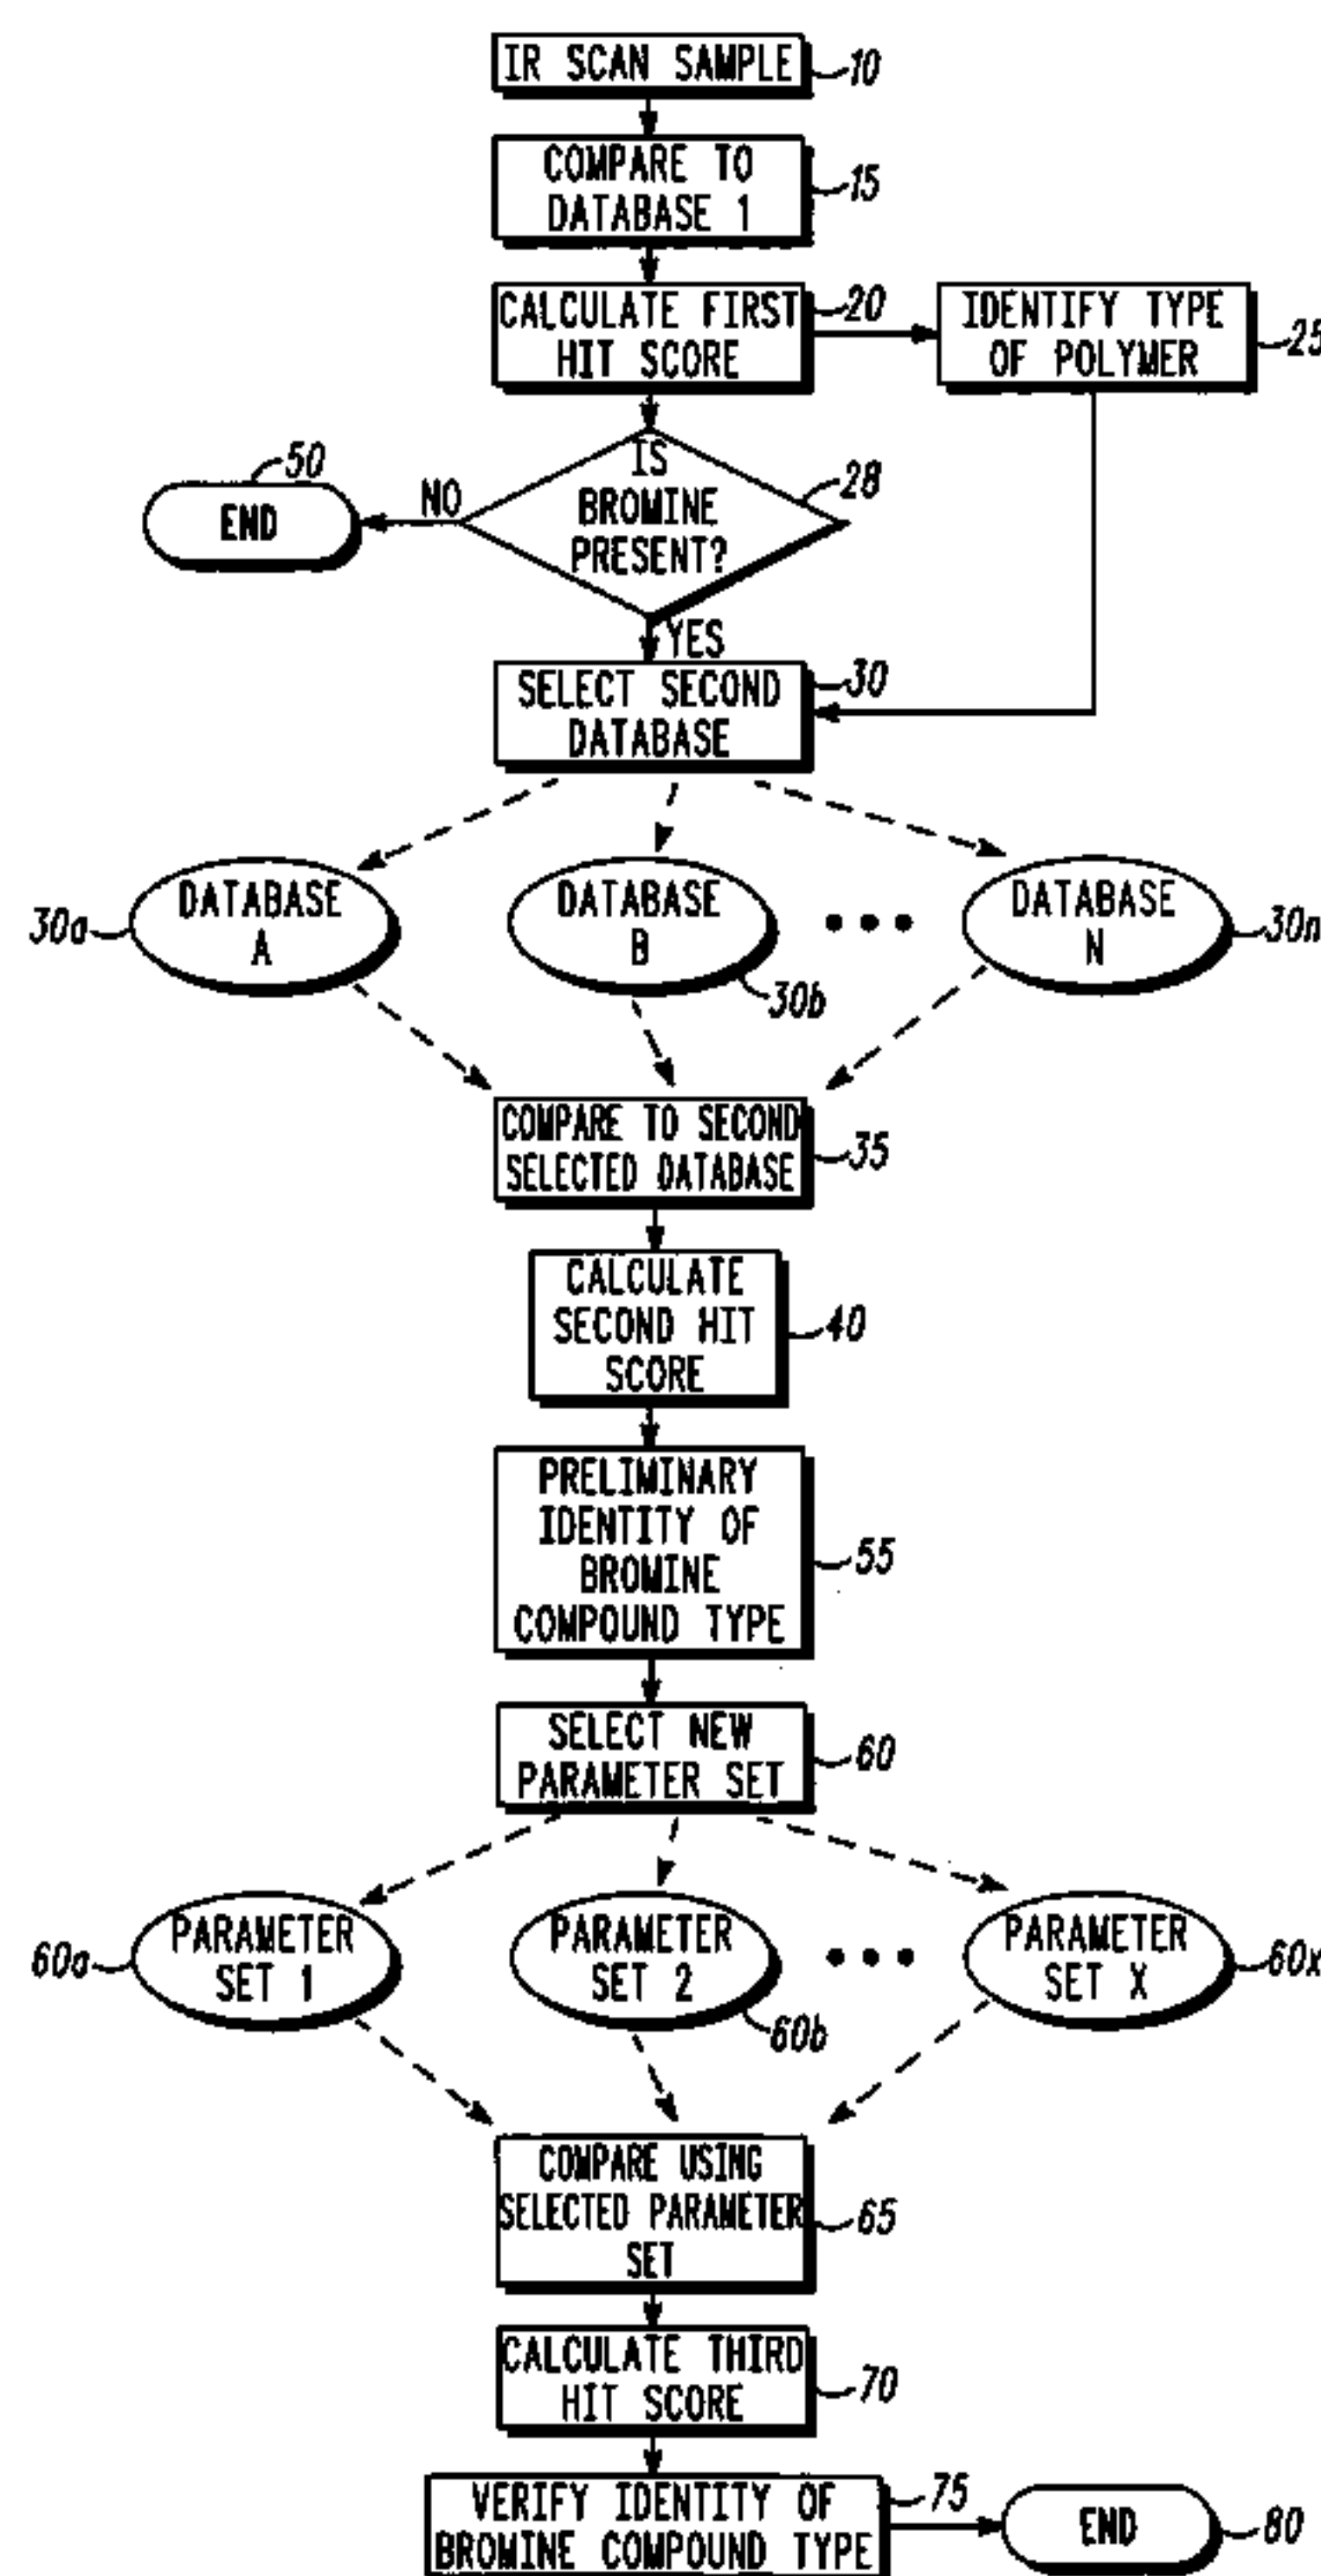 IR SCAN SAMPLE
10
COMPARE TO
DATABASE 1
15
CALCULATE FIRST
HIT SCORE
20
IDENTIFY TYPE
OF POLYMER
25
IS
BROMINE
PRESENT?
28
NO
50
END
YES
SELECT SECOND
DATABASE
30
DATABASE
A
30a
DATABASE
B
30b
DATABASE
N
30n
COMPARE TO SECOND
SELECTED DATABASE
35
CALCULATE
SECOND HIT
SCORE
40
PRELIMINARY
IDENTITY OF
BROMINE
COMPOUND TYPE
55
SELECT NEW
PARAMETER SET
60
PARAMETER
SET 1
60a
PARAMETER
SET 2
60b
PARAMETER
SET X
60x
COMPARE USING
SELECTED PARAMETER
SET
65
CALCULATE THIRD
HIT SCORE
70
VERIFY IDENTITY OF
BROMINE COMPOUND TYPE
75
END
80